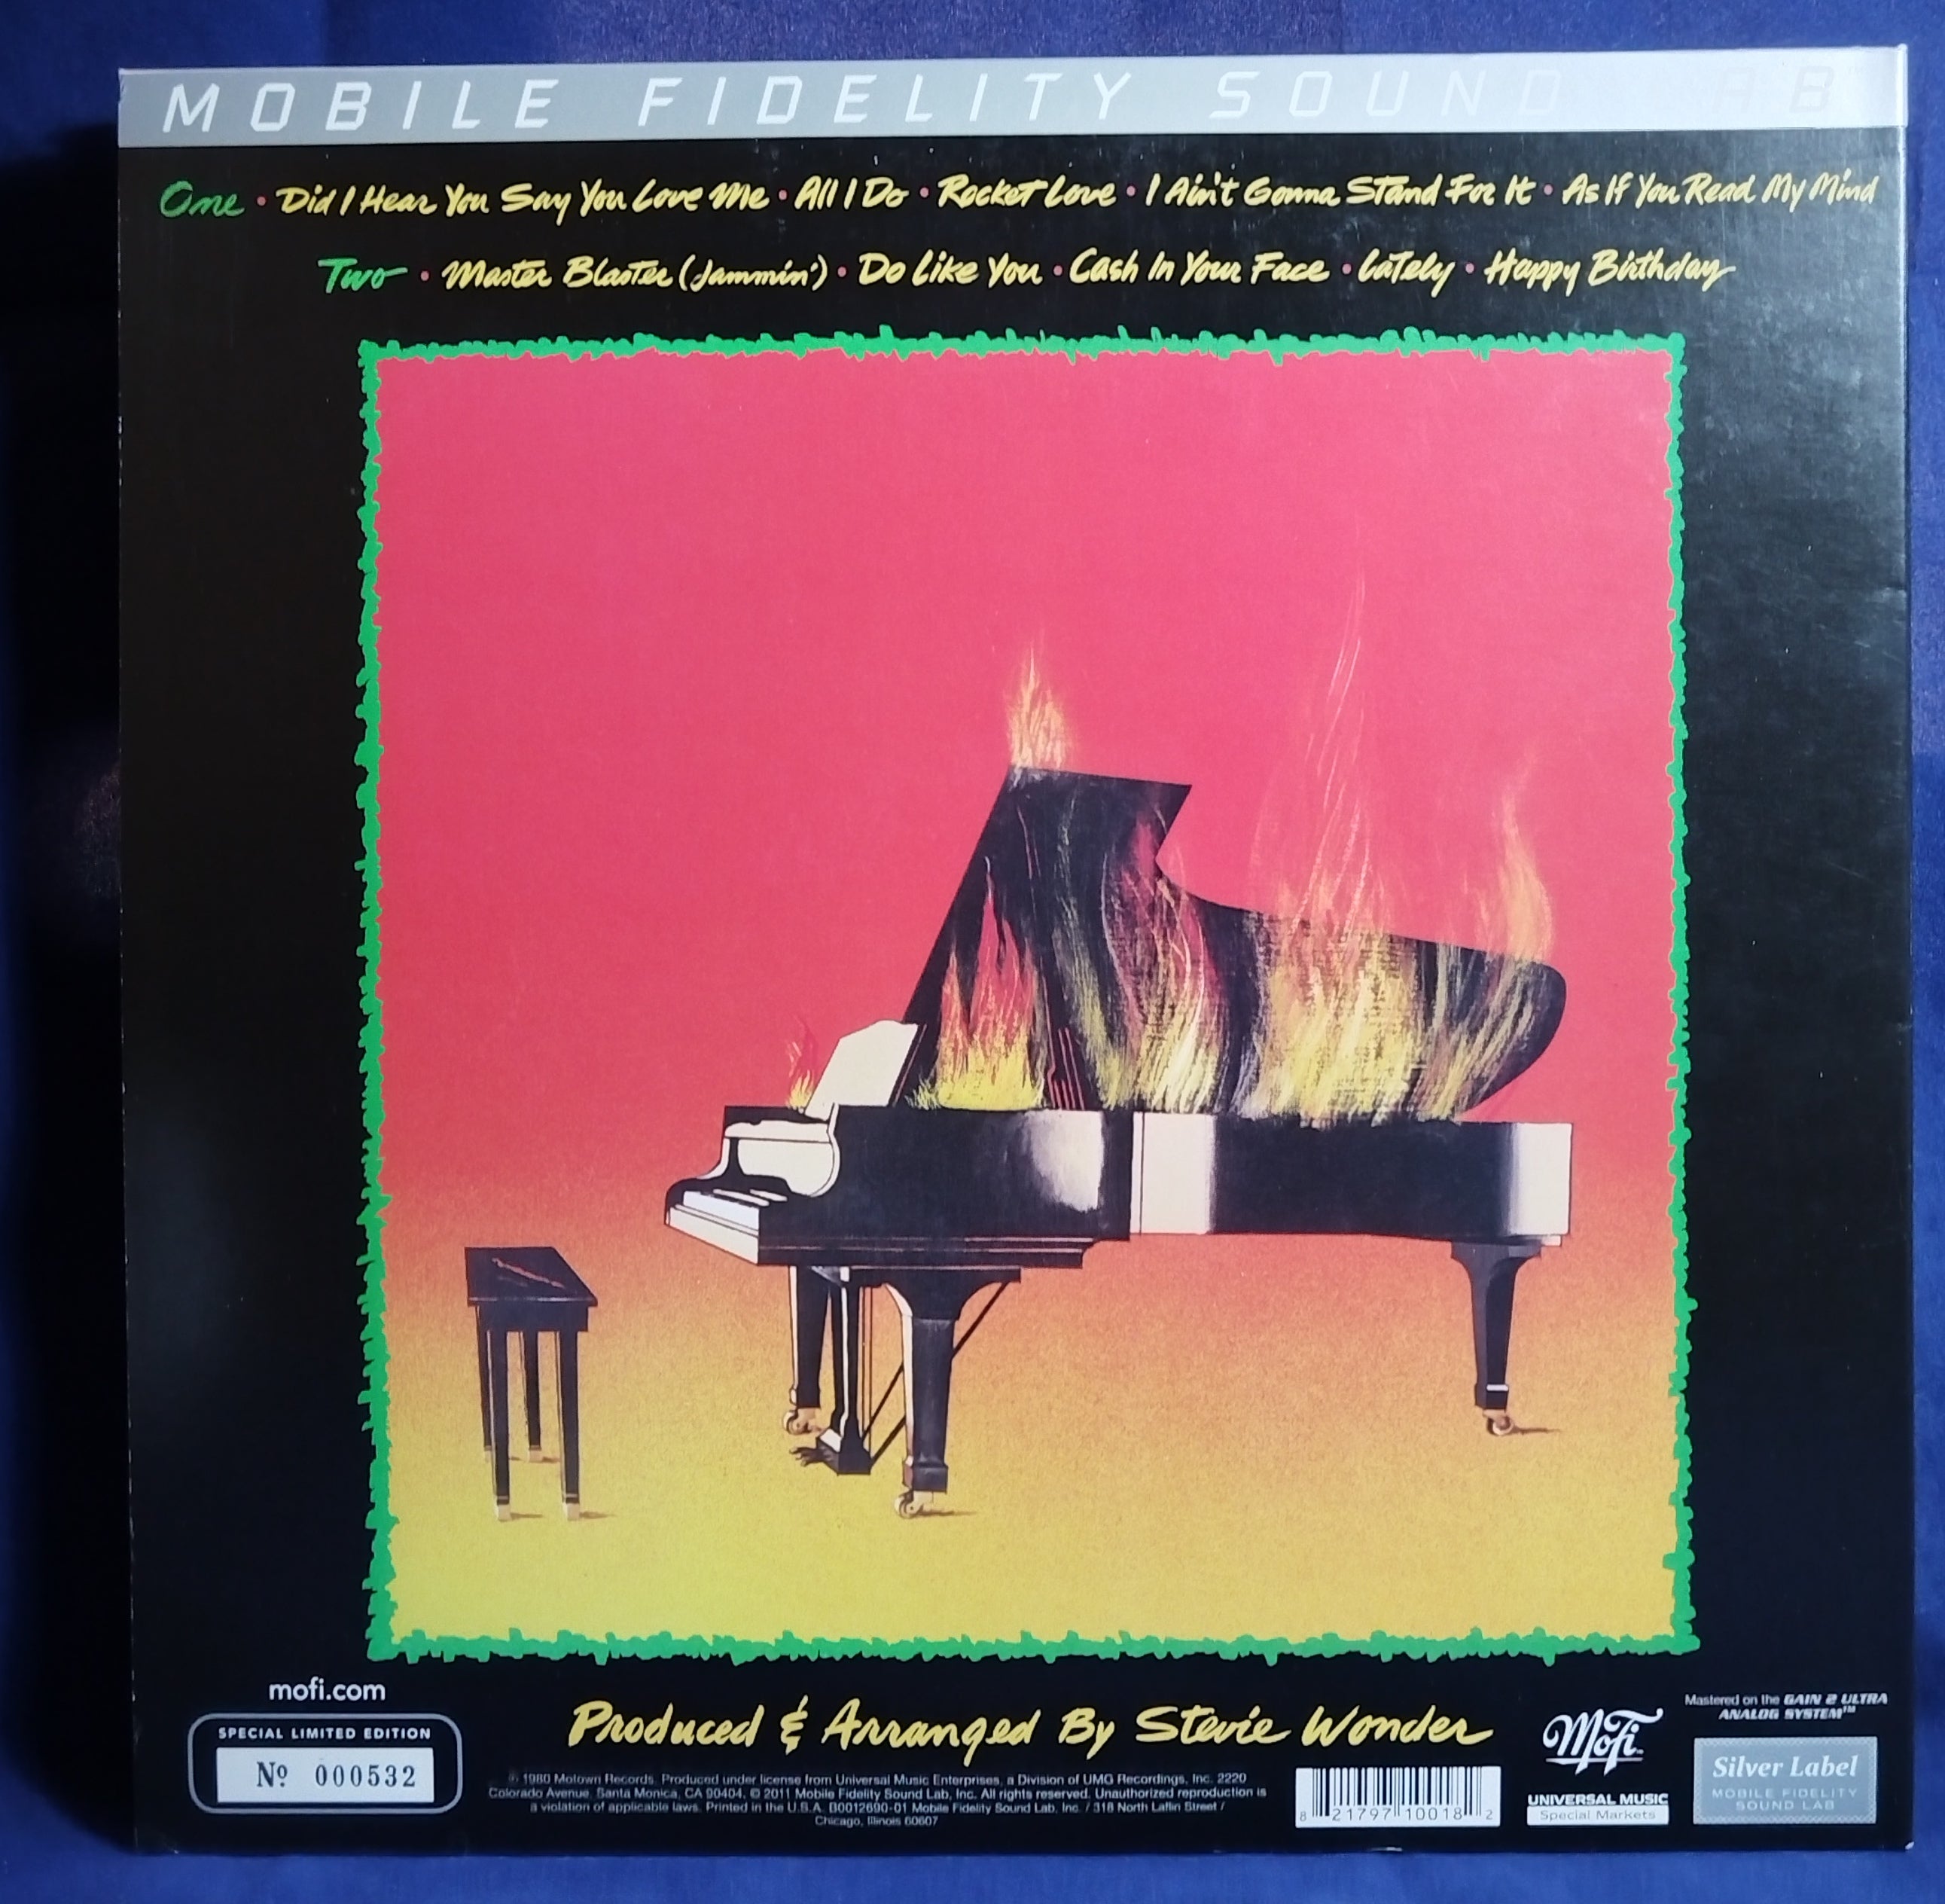 MOBILE FIDELITY SOUND AB
One • Did I Hear You Say You Love Me • All I Do • Rocket Love • I Ain't Gonna Stand For It • As If You Read My Mind
Two • Master Blaster (Jammin') • Do Like You • Cash In Your Face • Lately • Happy Birthday
mofi.com
SPECIAL LIMITED EDITION
Nº 000532
Produced & Arranged By Stevie Wonder
℗ 1980 Motown Records. Produced under license from Universal Music Enterprises, a Division of UMG Recordings, Inc. 2220
Colorado Avenue, Santa Monica, CA 90404. © 2011 Mobile Fidelity Sound Lab, Inc. All rights reserved. Unauthorized reproduction is
a violation of applicable laws. Printed in the U.S.A. B0012690-01 Mobile Fidelity Sound Lab, Inc. / 318 North Laflin Street /
Chicago, Illinois 60607
8 21797 10018 2
MoFi
UNIVERSAL MUSIC
Special Markets
Mastered on the GAIN 2 ULTRA
ANALOG SYSTEM™
Silver Label
MOBILE FIDELITY
SOUND LAB